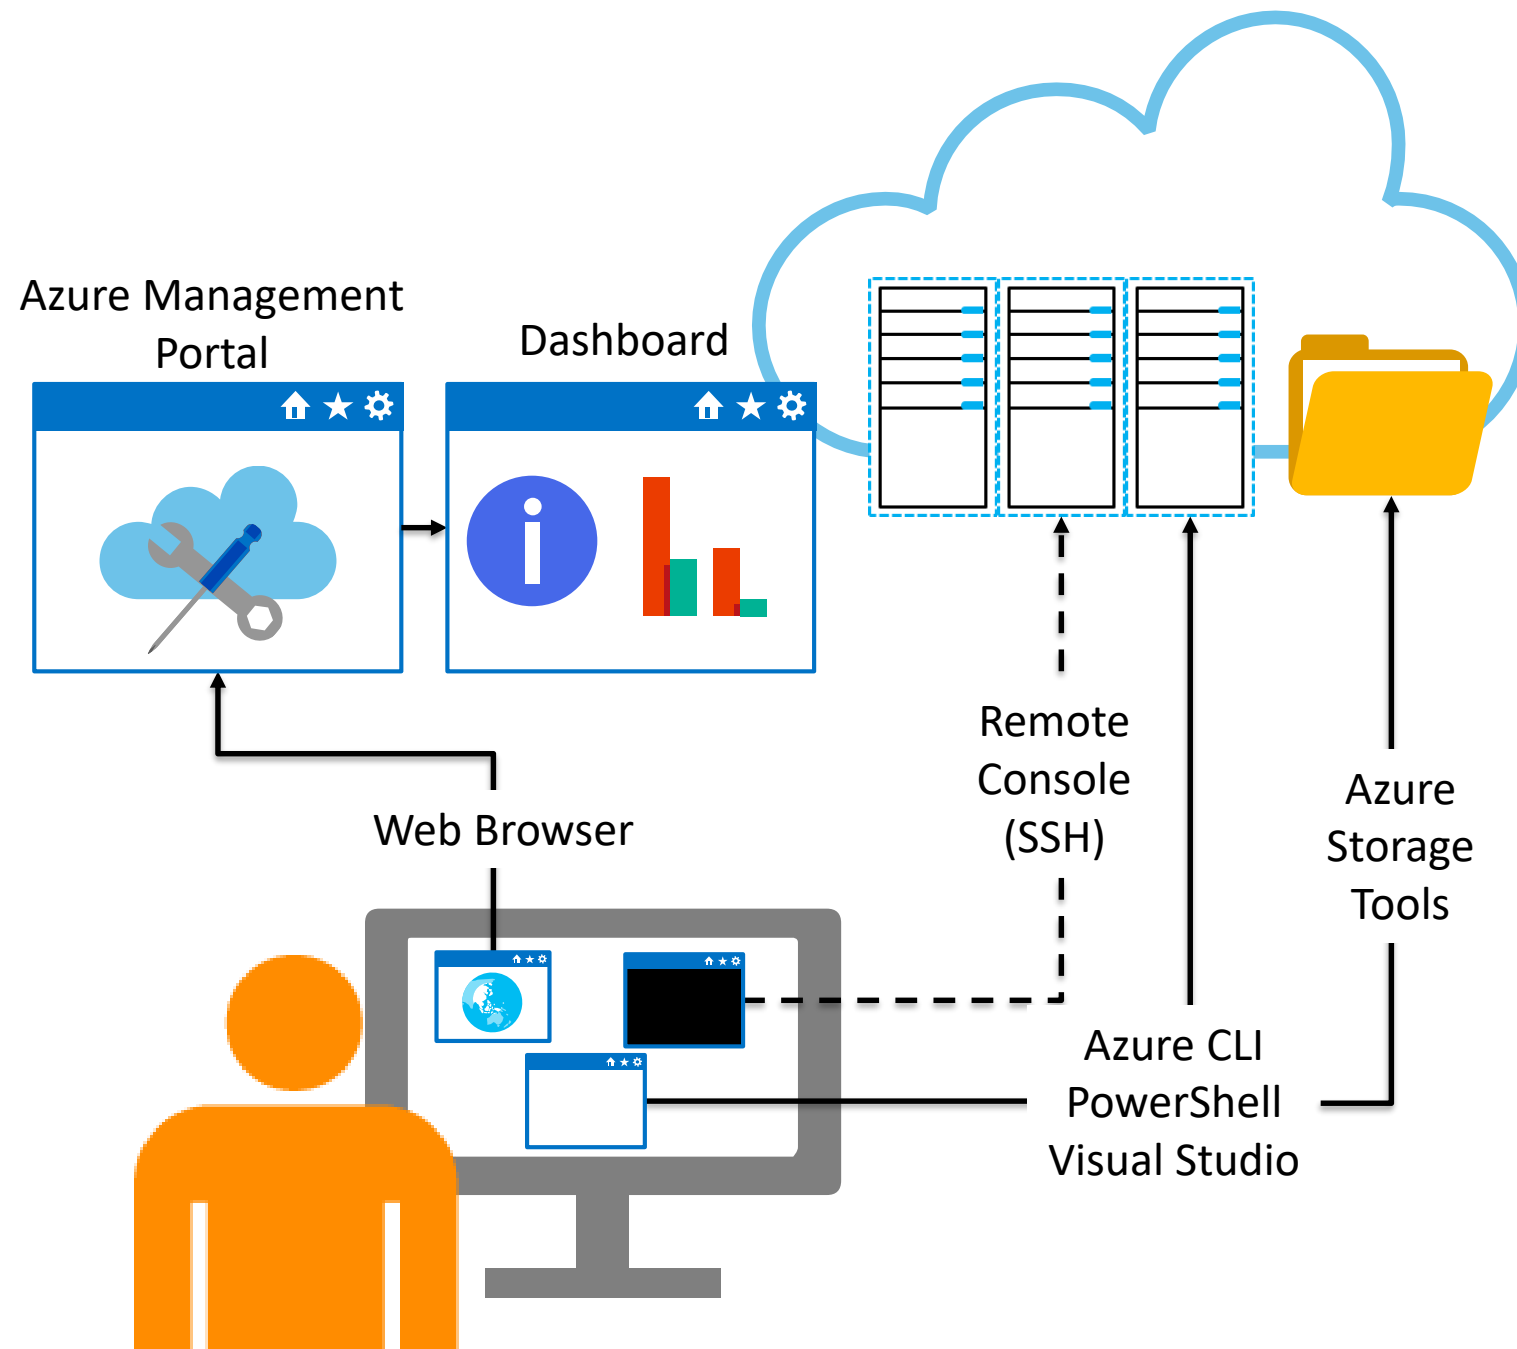 Azure Management
Portal
Dashboard
Remote
Console
(SSH)
Azure
Storage
Tools
Web Browser
Azure CLI
PowerShell
Visual Studio